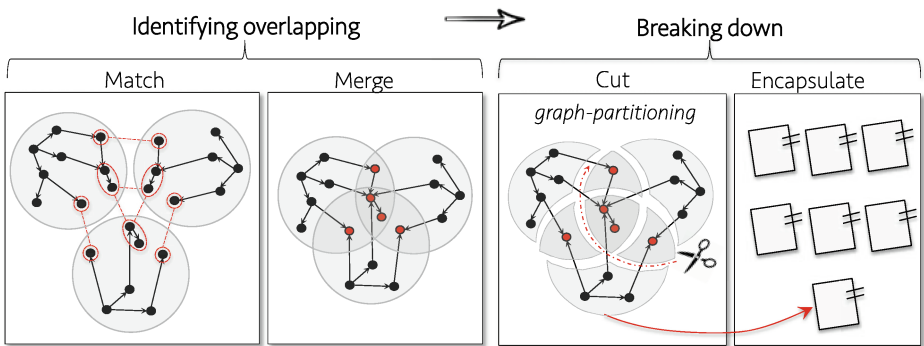 Identifying overlapping
Breaking down
Match
Merge
Cut
Encapsulate
graph-partitioning